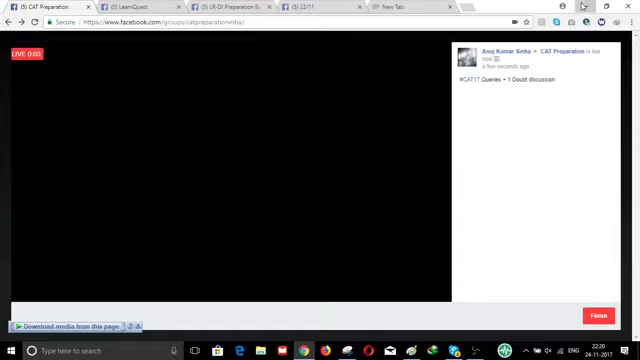 (5) CAT Preparation
(5) LearnQuest
(5) LR-DI Preparation By
(5) 22/11
New Tab
Secure
https://www.facebook.com/groups/catpreparationmba/
LIVE 0:03
Anuj Kumar Sinha ▸ CAT Preparation is live
now
a few seconds ago
#CAT17 Queries + 1 Doubt discussion
Finish
Download media from this page
?
X
Type here to search
ENG
22:20
24-11-2017